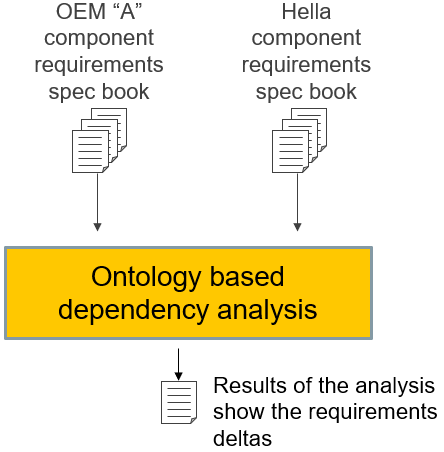 OEM “A”
component
requirements
spec book
Hella
component
requirements
spec book
Ontology based
dependency analysis
Results of the analysis
show the requirements
deltas